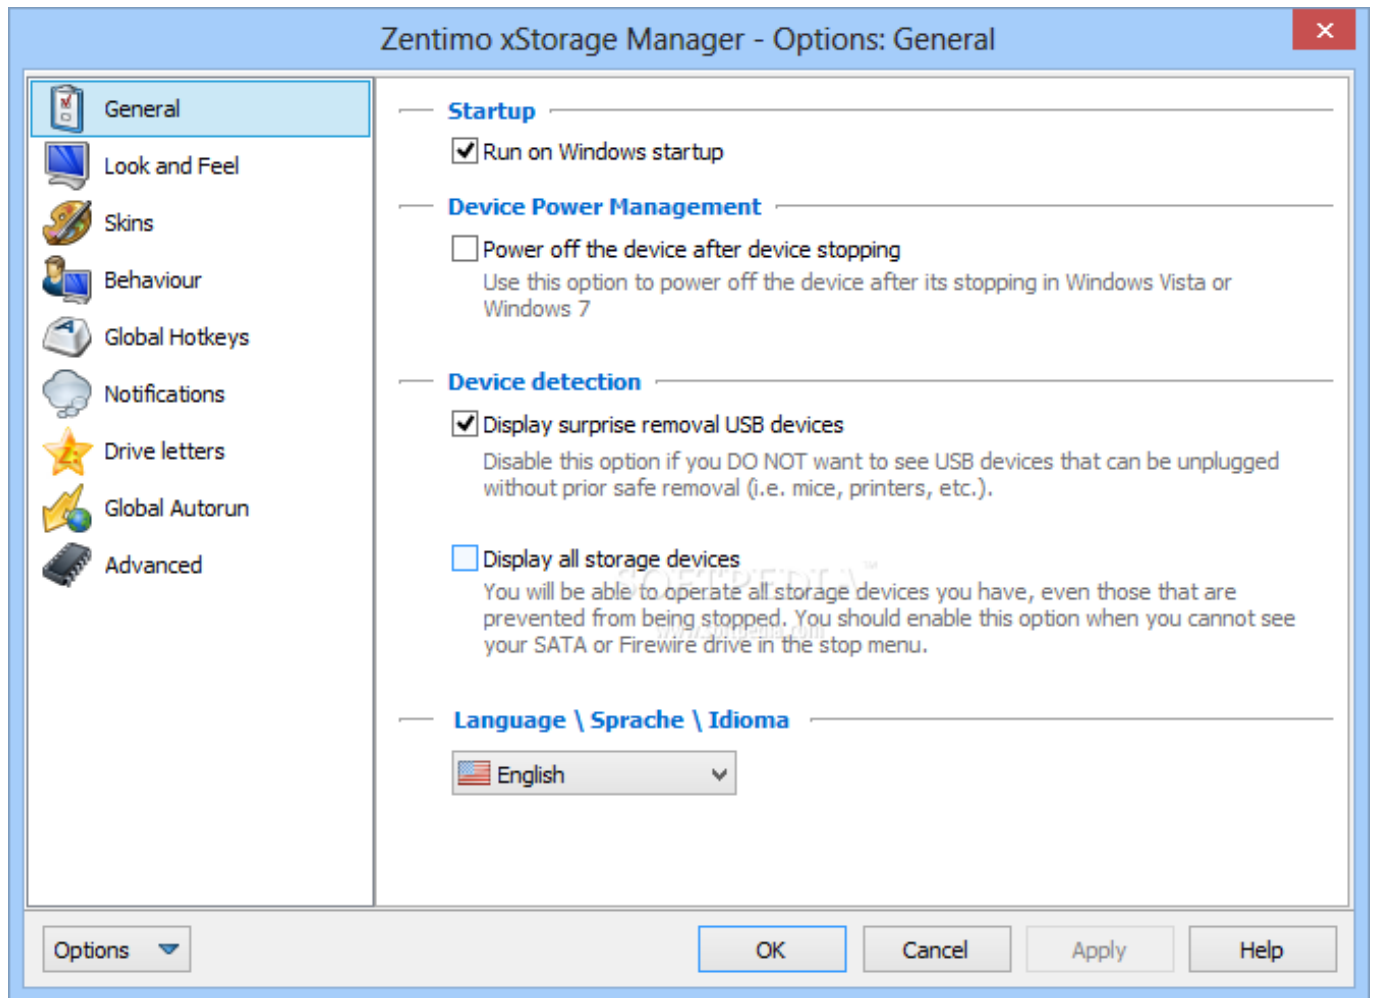 Zentimo xStorage Manager - Options: General
General
Look and Feel
Skins
Behaviour
Global Hotkeys
Notifications
Drive letters
Global Autorun
Advanced
Startup
Run on Windows startup
Device Power Management
Power off the device after device stopping
Use this option to power off the device after its stopping in Windows Vista or
Windows 7
Device detection
Display surprise removal USB devices
Disable this option if you DO NOT want to see USB devices that can be unplugged
without prior safe removal (i.e. mice, printers, etc.).
Display all storage devices
SOFTPEDIA™
You will be able to operate all storage devices you have, even those that are
prevented from being stopped. You should enable this option when you cannot see
www.softpedia.com
your SATA or Firewire drive in the stop menu.
Language \ Sprache \ Idioma
English
Options
OK
Cancel
Apply
Help